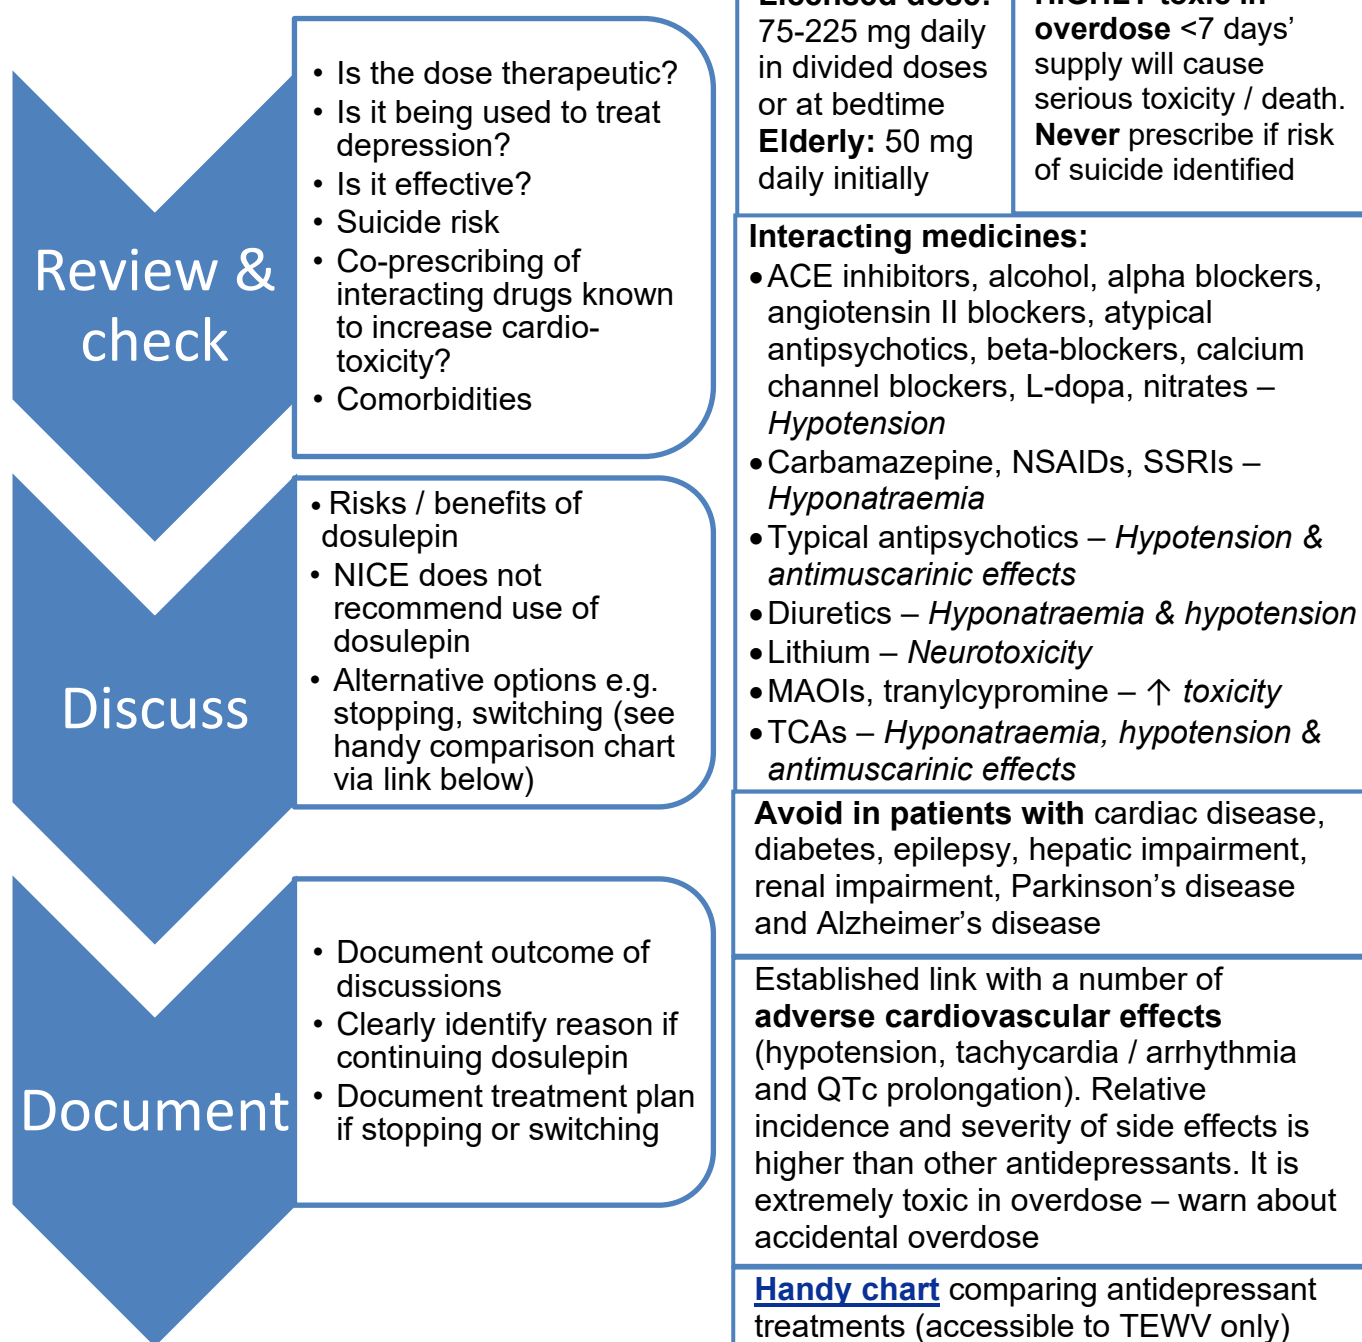 Review &
check
• Is the dose therapeutic?
• Is it being used to treat
depression?
• Is it effective?
• Suicide risk
• Co-prescribing of
interacting drugs known
to increase cardio-
toxicity?
• Comorbidities
Discuss
• Risks / benefits of
dosulepin
• NICE does not
recommend use of
dosulepin
• Alternative options e.g.
stopping, switching (see
handy comparison chart
via link below)
Document
• Document outcome of
discussions
• Clearly identify reason if
continuing dosulepin
• Document treatment plan
if stopping or switching
Licensed dose:
75-225 mg daily
in divided doses
or at bedtime
Elderly: 50 mg
daily initially
HIGHLY toxic in
overdose <7 days’
supply will cause
serious toxicity / death.
Never prescribe if risk
of suicide identified
Interacting medicines:
• ACE inhibitors, alcohol, alpha blockers,
angiotensin II blockers, atypical
antipsychotics, beta-blockers, calcium
channel blockers, L-dopa, nitrates –
Hypotension
• Carbamazepine, NSAIDs, SSRIs –
Hyponatraemia
• Typical antipsychotics – Hypotension &
antimuscarinic effects
• Diuretics – Hyponatraemia & hypotension
• Lithium – Neurotoxicity
• MAOIs, tranylcypromine – ↑ toxicity
• TCAs – Hyponatraemia, hypotension &
antimuscarinic effects
Avoid in patients with cardiac disease,
diabetes, epilepsy, hepatic impairment,
renal impairment, Parkinson’s disease
and Alzheimer’s disease
Established link with a number of
adverse cardiovascular effects
(hypotension, tachycardia / arrhythmia
and QTc prolongation). Relative
incidence and severity of side effects is
higher than other antidepressants. It is
extremely toxic in overdose – warn about
accidental overdose
Handy chart comparing antidepressant
treatments (accessible to TEWV only)